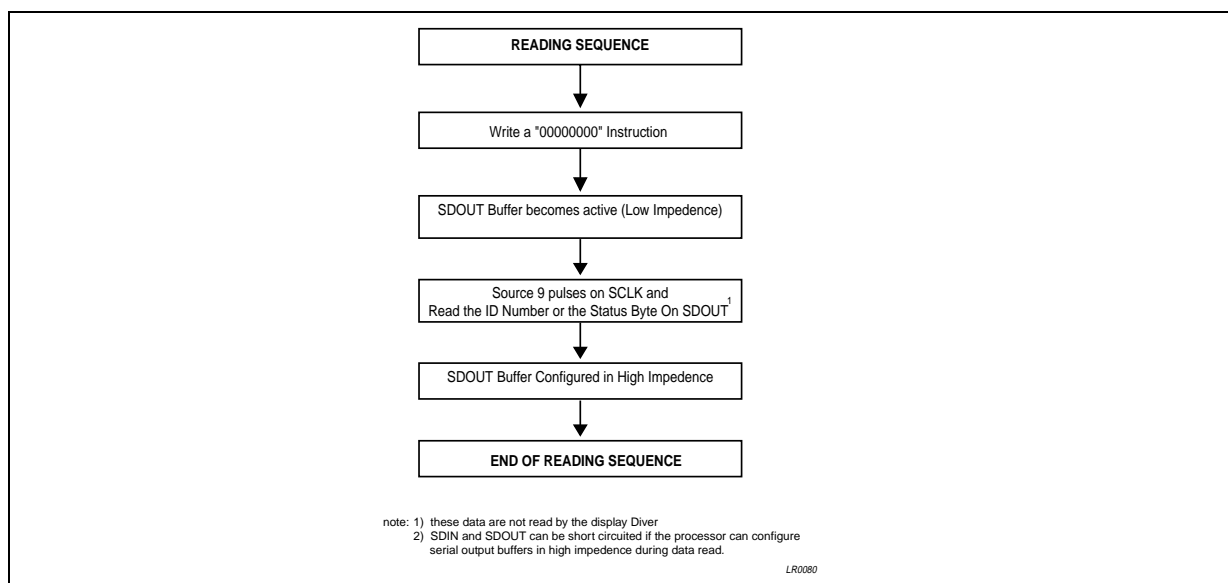 READING SEQUENCE
Write a "00000000" Instruction
SDOUT Buffer becomes active (Low Impedence)
Source 9 pulses on SCLK and
Read the ID Number or the Status Byte On SDOUT1
SDOUT Buffer Configured in High Impedence
END OF READING SEQUENCE
note: 1) these data are not read by the display Diver
2) SDIN and SDOUT can be short circuited if the processor can configure
serial output buffers in high impedence during data read.
LR0080